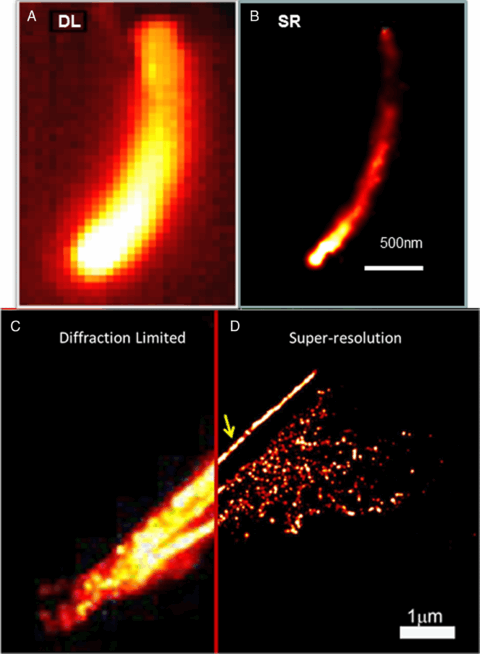 A DL
B SR
500nm
C Diffraction Limited
D Super-resolution
1µm